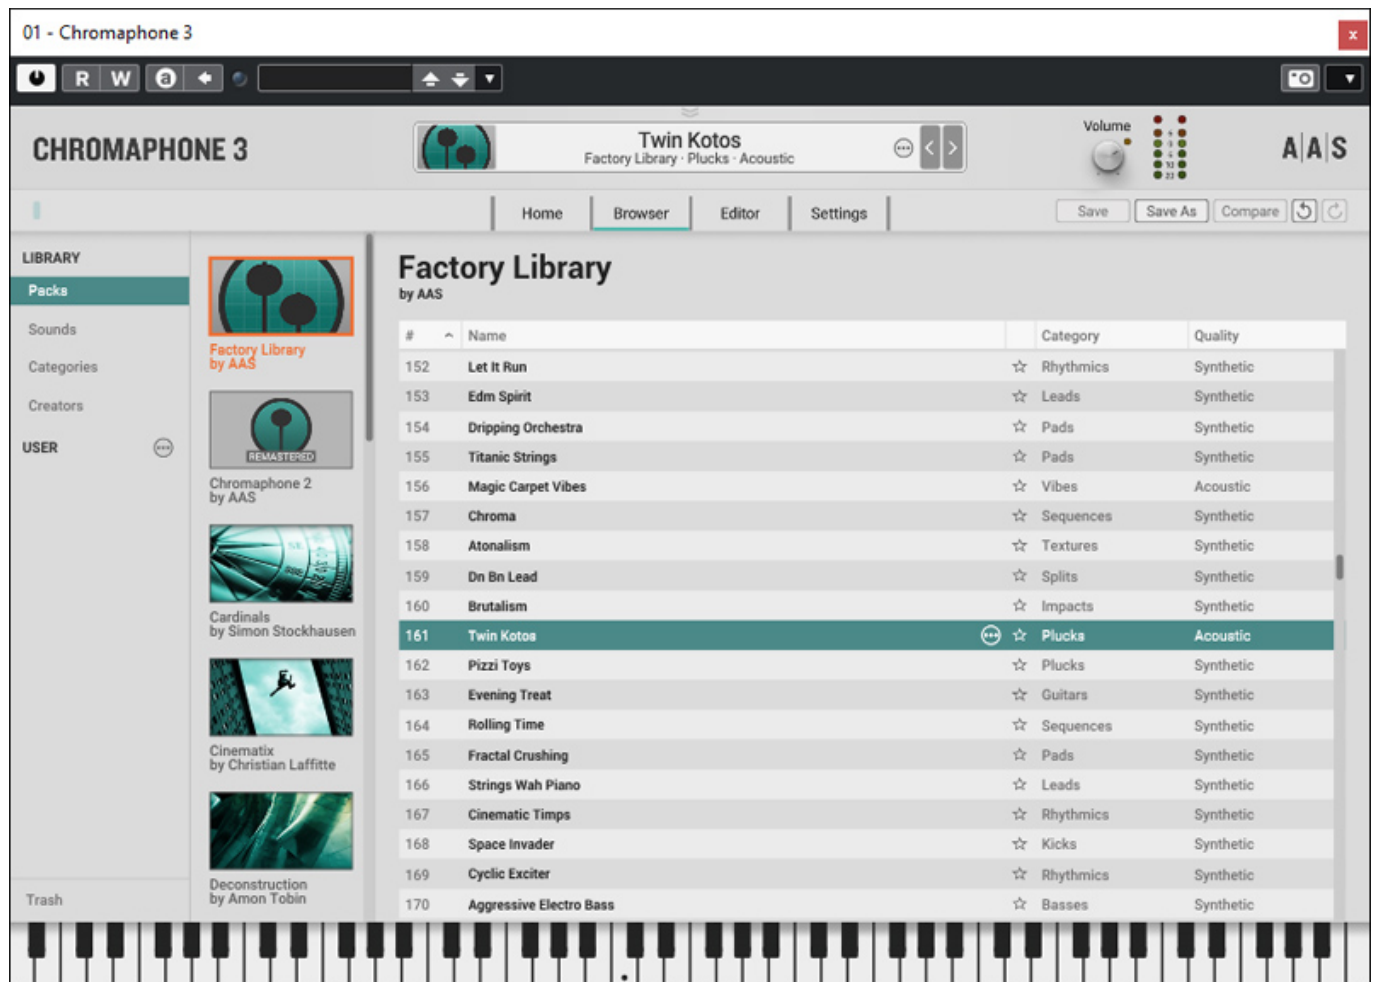 01 - Chromaphone 3
x
R W a
CHROMAPHONE 3
Twin Kotos
Factory Library · Plucks · Acoustic
Volume
A|A|S
Home
Browser
Editor
Settings
Save
Save As
Compare
LIBRARY
Packs
Sounds
Categories
Creators
USER
Trash
Factory Library
by AAS
REMASTERED
Chromaphone 2
by AAS
Cardinals
by Simon Stockhausen
Cinematix
by Christian Laffitte
Deconstruction
by Amon Tobin
Factory Library
by AAS
# Name Category Quality
152 Let It Run Rhythmics Synthetic
153 Edm Spirit Leads Synthetic
154 Dripping Orchestra Pads Synthetic
155 Titanic Strings Pads Synthetic
156 Magic Carpet Vibes Vibes Acoustic
157 Chroma Sequences Synthetic
158 Atonalism Textures Synthetic
159 Dn Bn Lead Splits Synthetic
160 Brutalism Impacts Synthetic
161 Twin Kotos Plucks Acoustic
162 Pizzi Toys Plucks Synthetic
163 Evening Treat Guitars Synthetic
164 Rolling Time Sequences Synthetic
165 Fractal Crushing Pads Synthetic
166 Strings Wah Piano Leads Synthetic
167 Cinematic Timps Rhythmics Synthetic
168 Space Invader Kicks Synthetic
169 Cyclic Exciter Rhythmics Synthetic
170 Aggressive Electro Bass Basses Synthetic